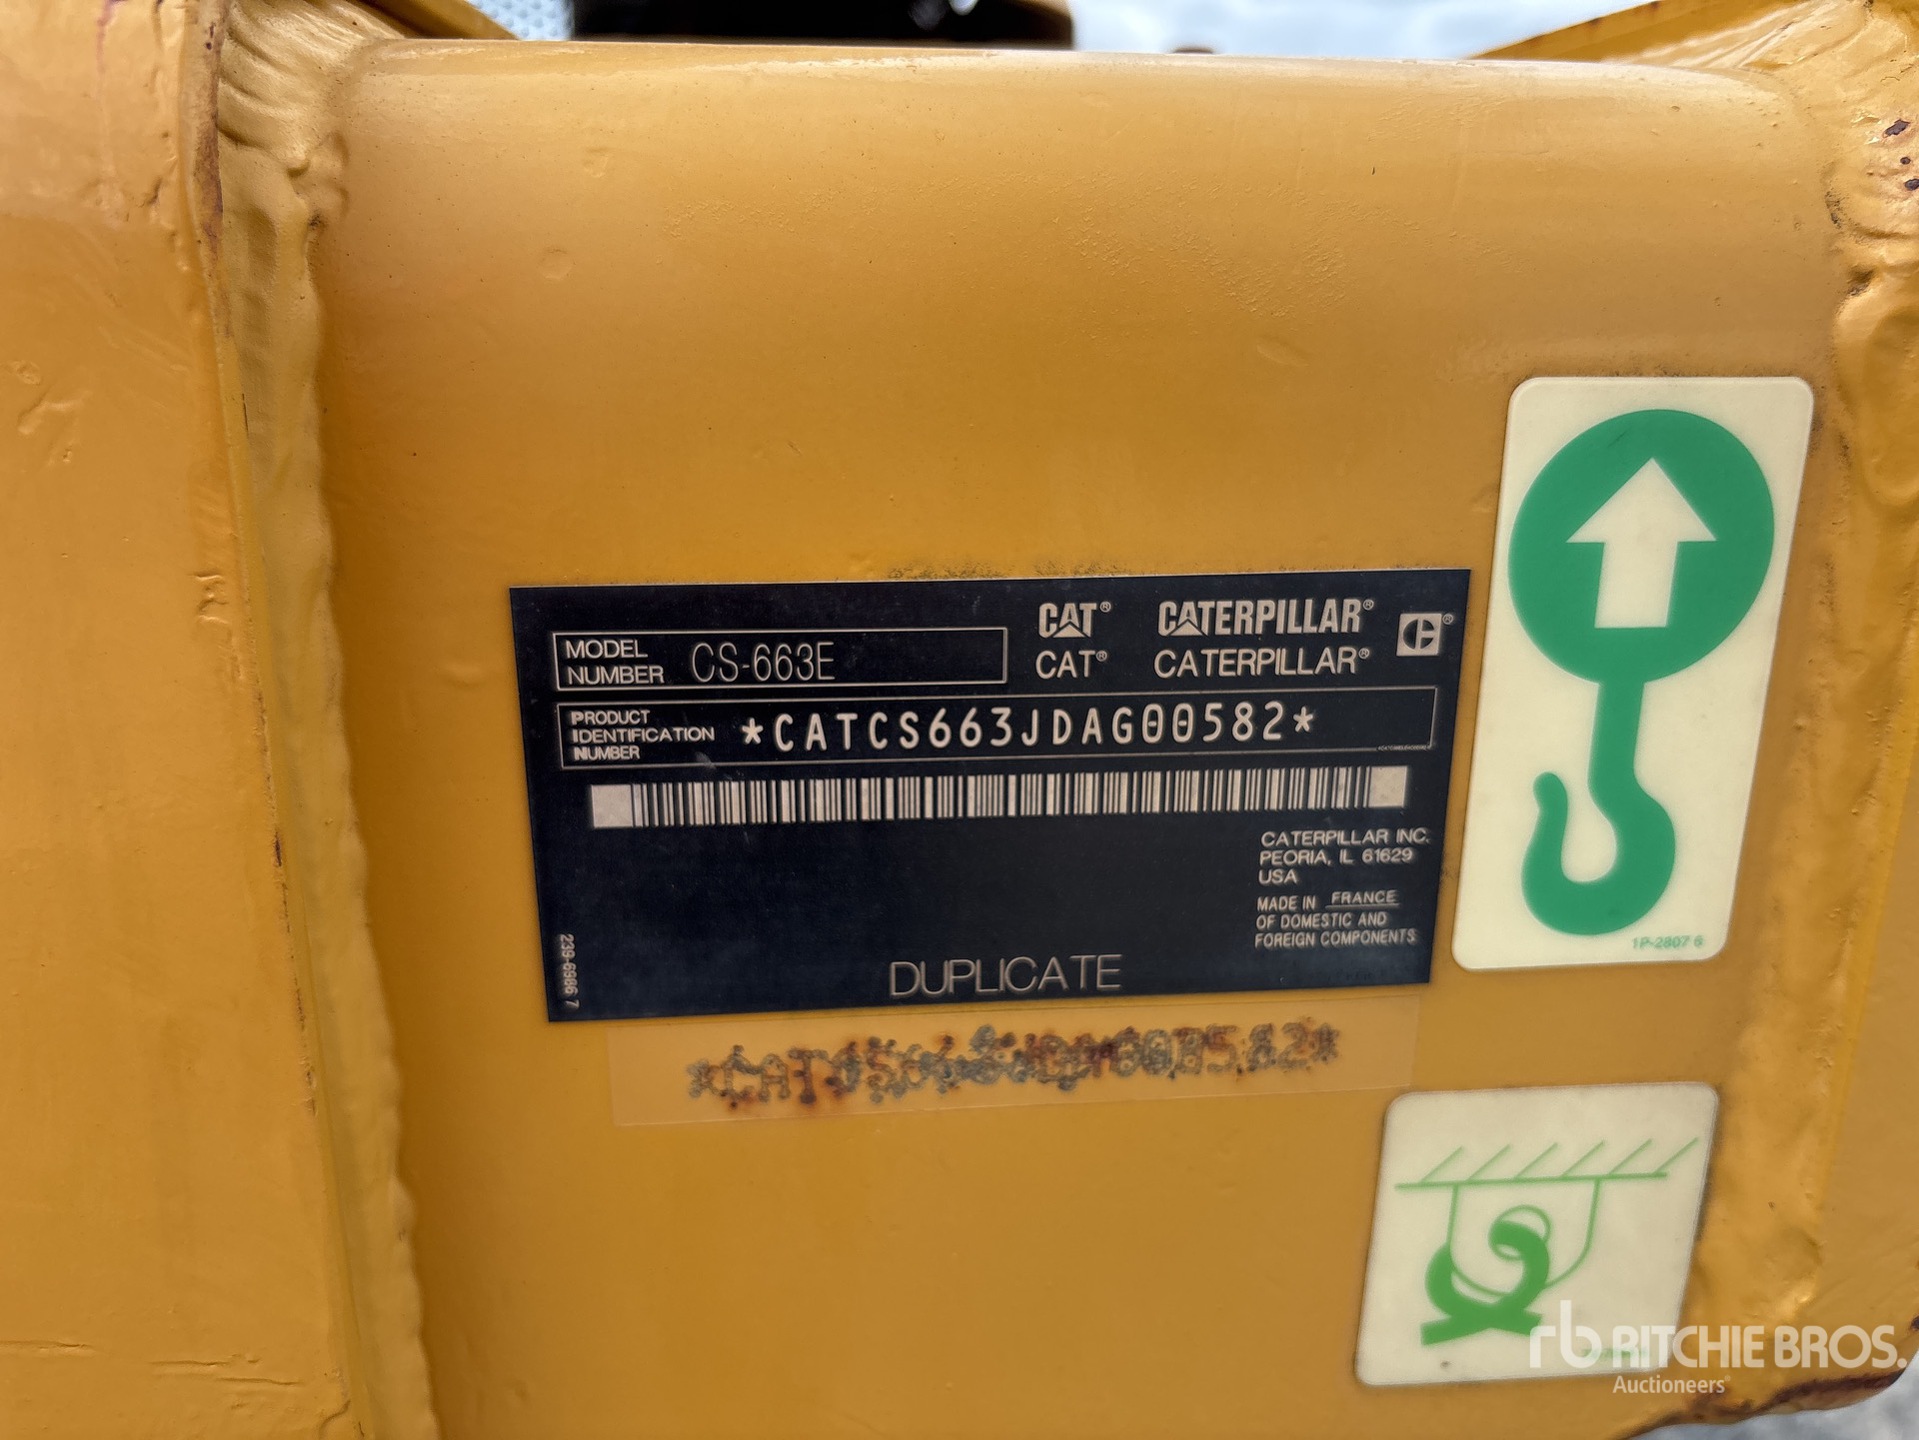 CAT® CATERPILLAR®
CAT® CATERPILLAR®
MODEL
NUMBER CS-663E
PRODUCT
IDENTIFICATION
NUMBER *CATCS663JDAG00582*
CATERPILLAR INC.
PEORIA, IL 61629
USA
MADE IN FRANCE
OF DOMESTIC AND
FOREIGN COMPONENTS
239-6986 7
DUPLICATE
1P-2807 6
rb RITCHIE BROS.
Auctioneers®